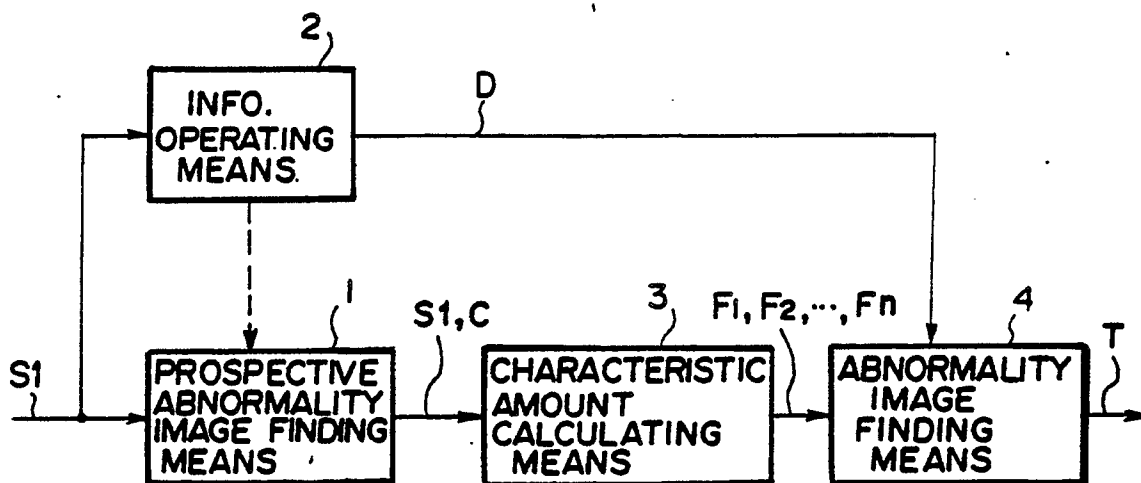 2
INFO.
OPERATING
MEANS.
D
S1
1
PROSPECTIVE
ABNORMALITY
IMAGE FINDING
MEANS
S1, C
3
CHARACTERISTIC
AMOUNT
CALCULATING
MEANS
F1, F2, ..., Fn
4
ABNORMALITY
IMAGE
FINDING
MEANS
T